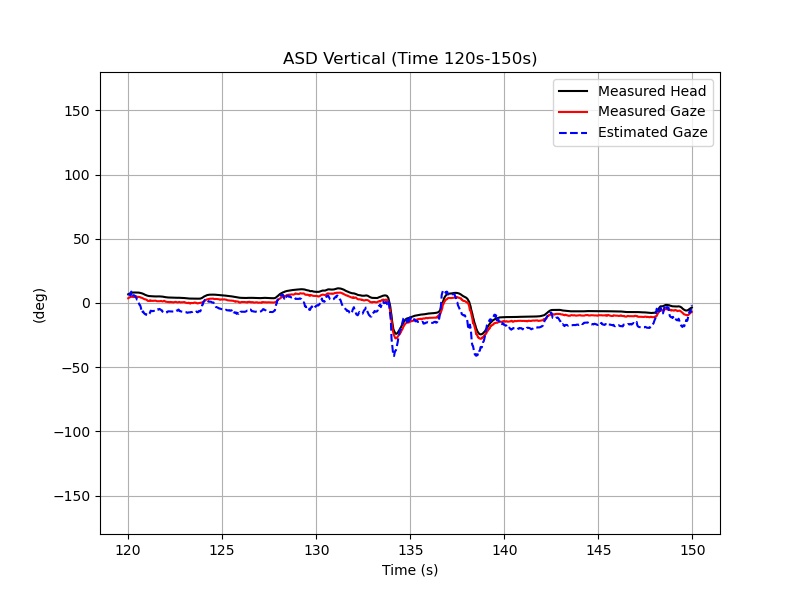 ASD Vertical (Time 120s-150s)
Measured Head
Measured Gaze
Estimated Gaze
150
100
50
0
−50
−100
−150
(deg)
120 125 130 135 140 145 150
Time (s)